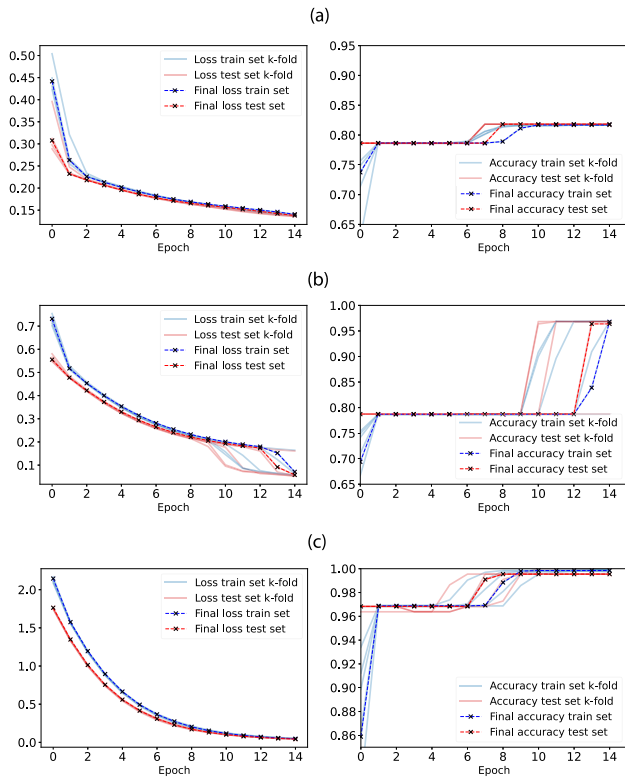 (a)
0.50
0.45
0.40
0.35
0.30
0.25
0.20
0.15
0 2 4 6 8 10 12 14
Epoch
Loss train set k-fold
Loss test set k-fold
Final loss train set
Final loss test set
0.95
0.90
0.85
0.80
0.75
0.70
0.65
0 2 4 6 8 10 12 14
Epoch
Accuracy train set k-fold
Accuracy test set k-fold
Final accuracy train set
Final accuracy test set
(b)
0.7
0.6
0.5
0.4
0.3
0.2
0.1
0 2 4 6 8 10 12 14
Epoch
Loss train set k-fold
Loss test set k-fold
Final loss train set
Final loss test set
1.00
0.95
0.90
0.85
0.80
0.75
0.70
0.65
0 2 4 6 8 10 12 14
Epoch
Accuracy train set k-fold
Accuracy test set k-fold
Final accuracy train set
Final accuracy test set
(c)
2.0
1.5
1.0
0.5
0.0
0 2 4 6 8 10 12 14
Epoch
Loss train set k-fold
Loss test set k-fold
Final loss train set
Final loss test set
1.00
0.98
0.96
0.94
0.92
0.90
0.88
0.86
0 2 4 6 8 10 12 14
Epoch
Accuracy train set k-fold
Accuracy test set k-fold
Final accuracy train set
Final accuracy test set